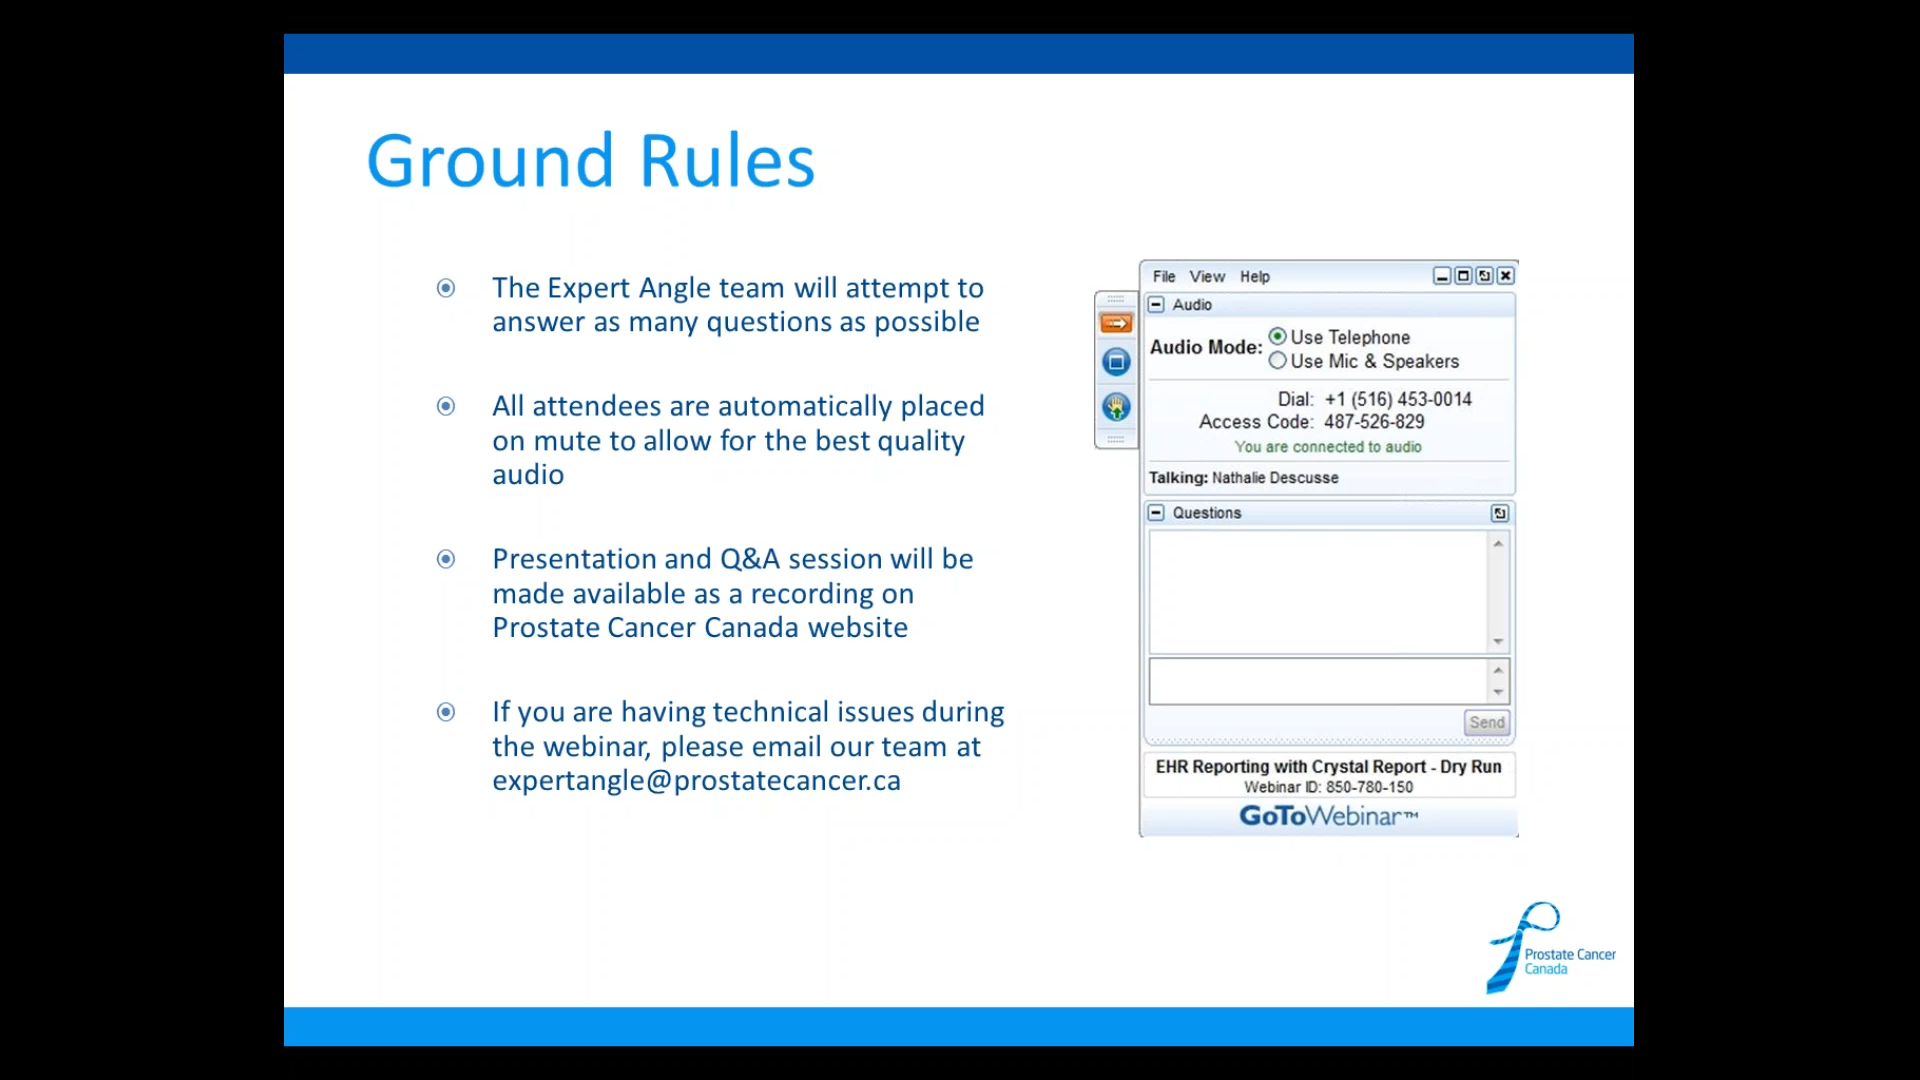 Ground Rules
The Expert Angle team will attempt to
answer as many questions as possible
All attendees are automatically placed
on mute to allow for the best quality
audio
Presentation and Q&A session will be
made available as a recording on
Prostate Cancer Canada website
If you are having technical issues during
the webinar, please email our team at
expertangle@prostatecancer.ca
File View Help
Audio
Audio Mode: Use Telephone
Use Mic & Speakers
Dial: +1 (516) 453-0014
Access Code: 487-526-829
You are connected to audio
Talking: Nathalie Descusse
Questions
Send
EHR Reporting with Crystal Report - Dry Run
Webinar ID: 850-780-150
GoToWebinar™
Prostate Cancer
Canada